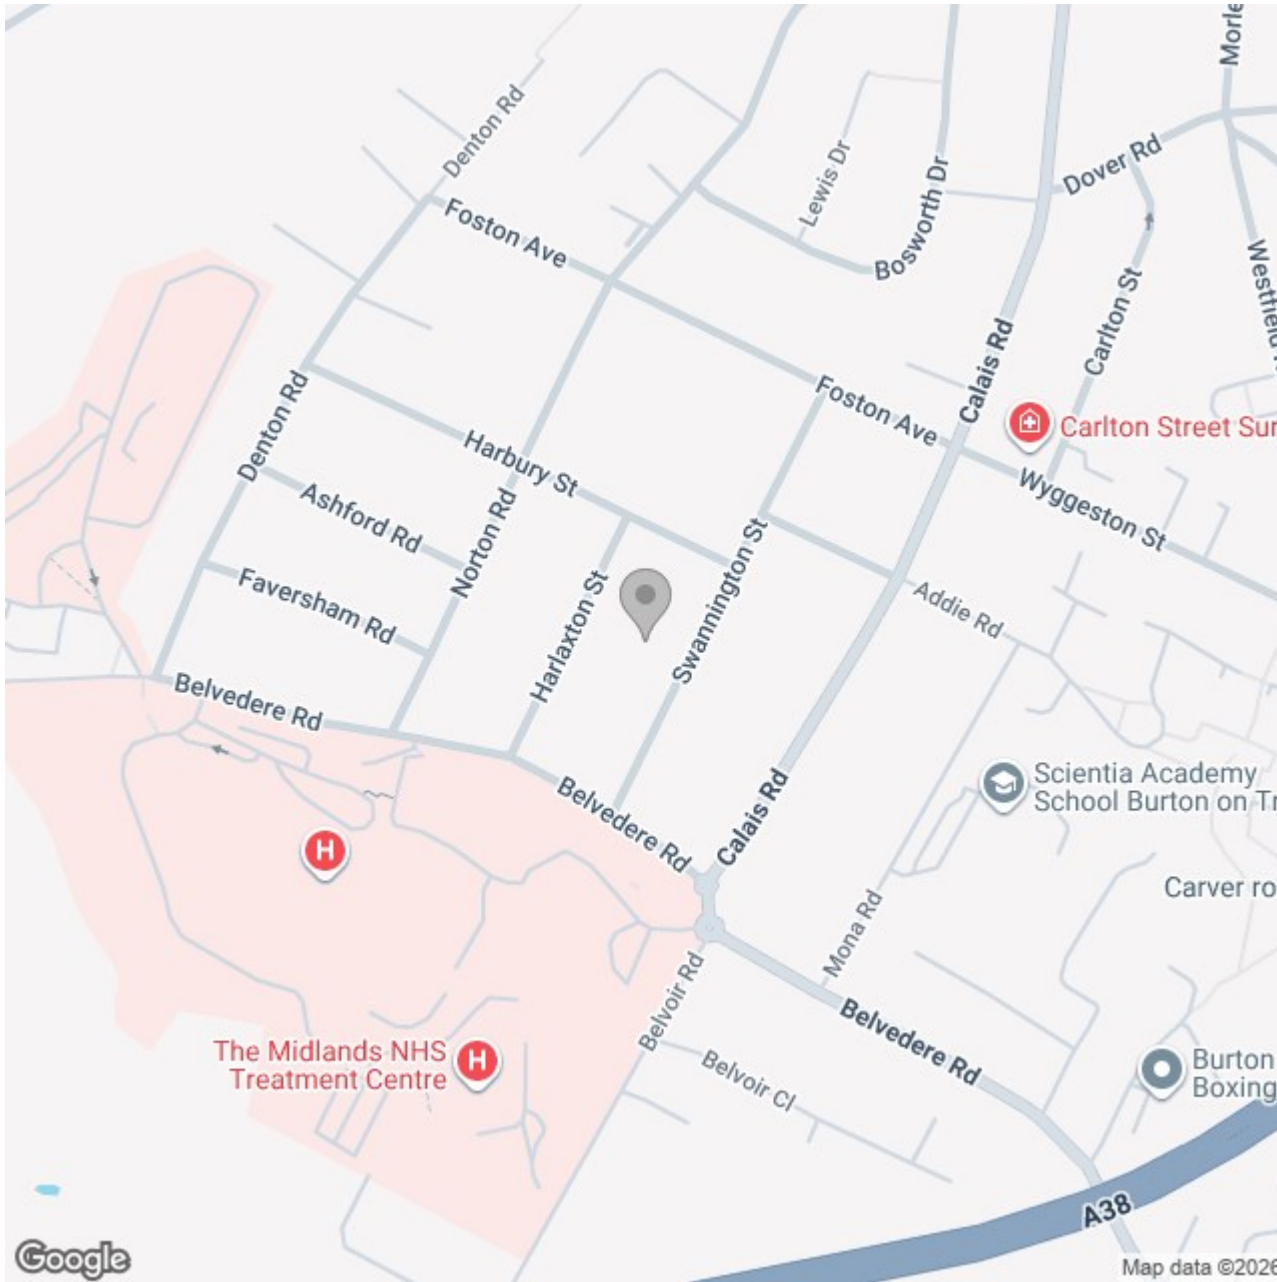 Morle
Denton Rd
Dover Rd
Lewis Dr
Bosworth Dr
Foston Ave
Westfield
Carlton St
Calais Rd
Denton Rd
Foston Ave
Carlton Street Sur
Harbury St
Wyggeston St
Ashford Rd
Norton Rd
Swannington St
Faversham Rd
Harlaxton St
Addie Rd
Belvedere Rd
Scientia Academy
School Burton on Tr
Belvedere Rd
Calais Rd
H
Carver ro
Mona Rd
Belvoir Rd
Belvedere Rd
The Midlands NHS
Treatment Centre
H
Belvoir Cl
Burton
Boxing
A38
Google
Map data ©2026